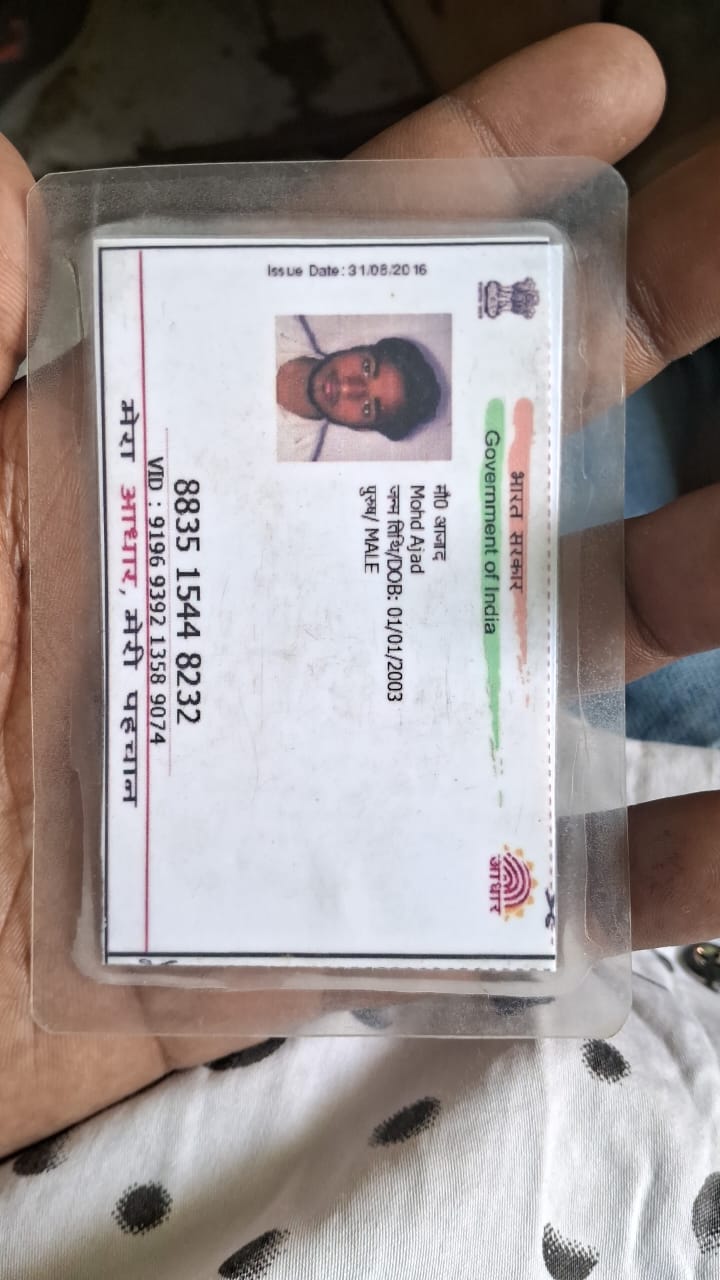 भारत सरकार
Government of India
Issue Date: 31/08/2016
मो0 आजाद
Mohd Ajad
जन्म तिथि/DOB: 01/01/2003
पुरुष/ MALE
8835 1544 8232
VID : 9196 9392 1358 9074
मेरा आधार, मेरी पहचान
आधार